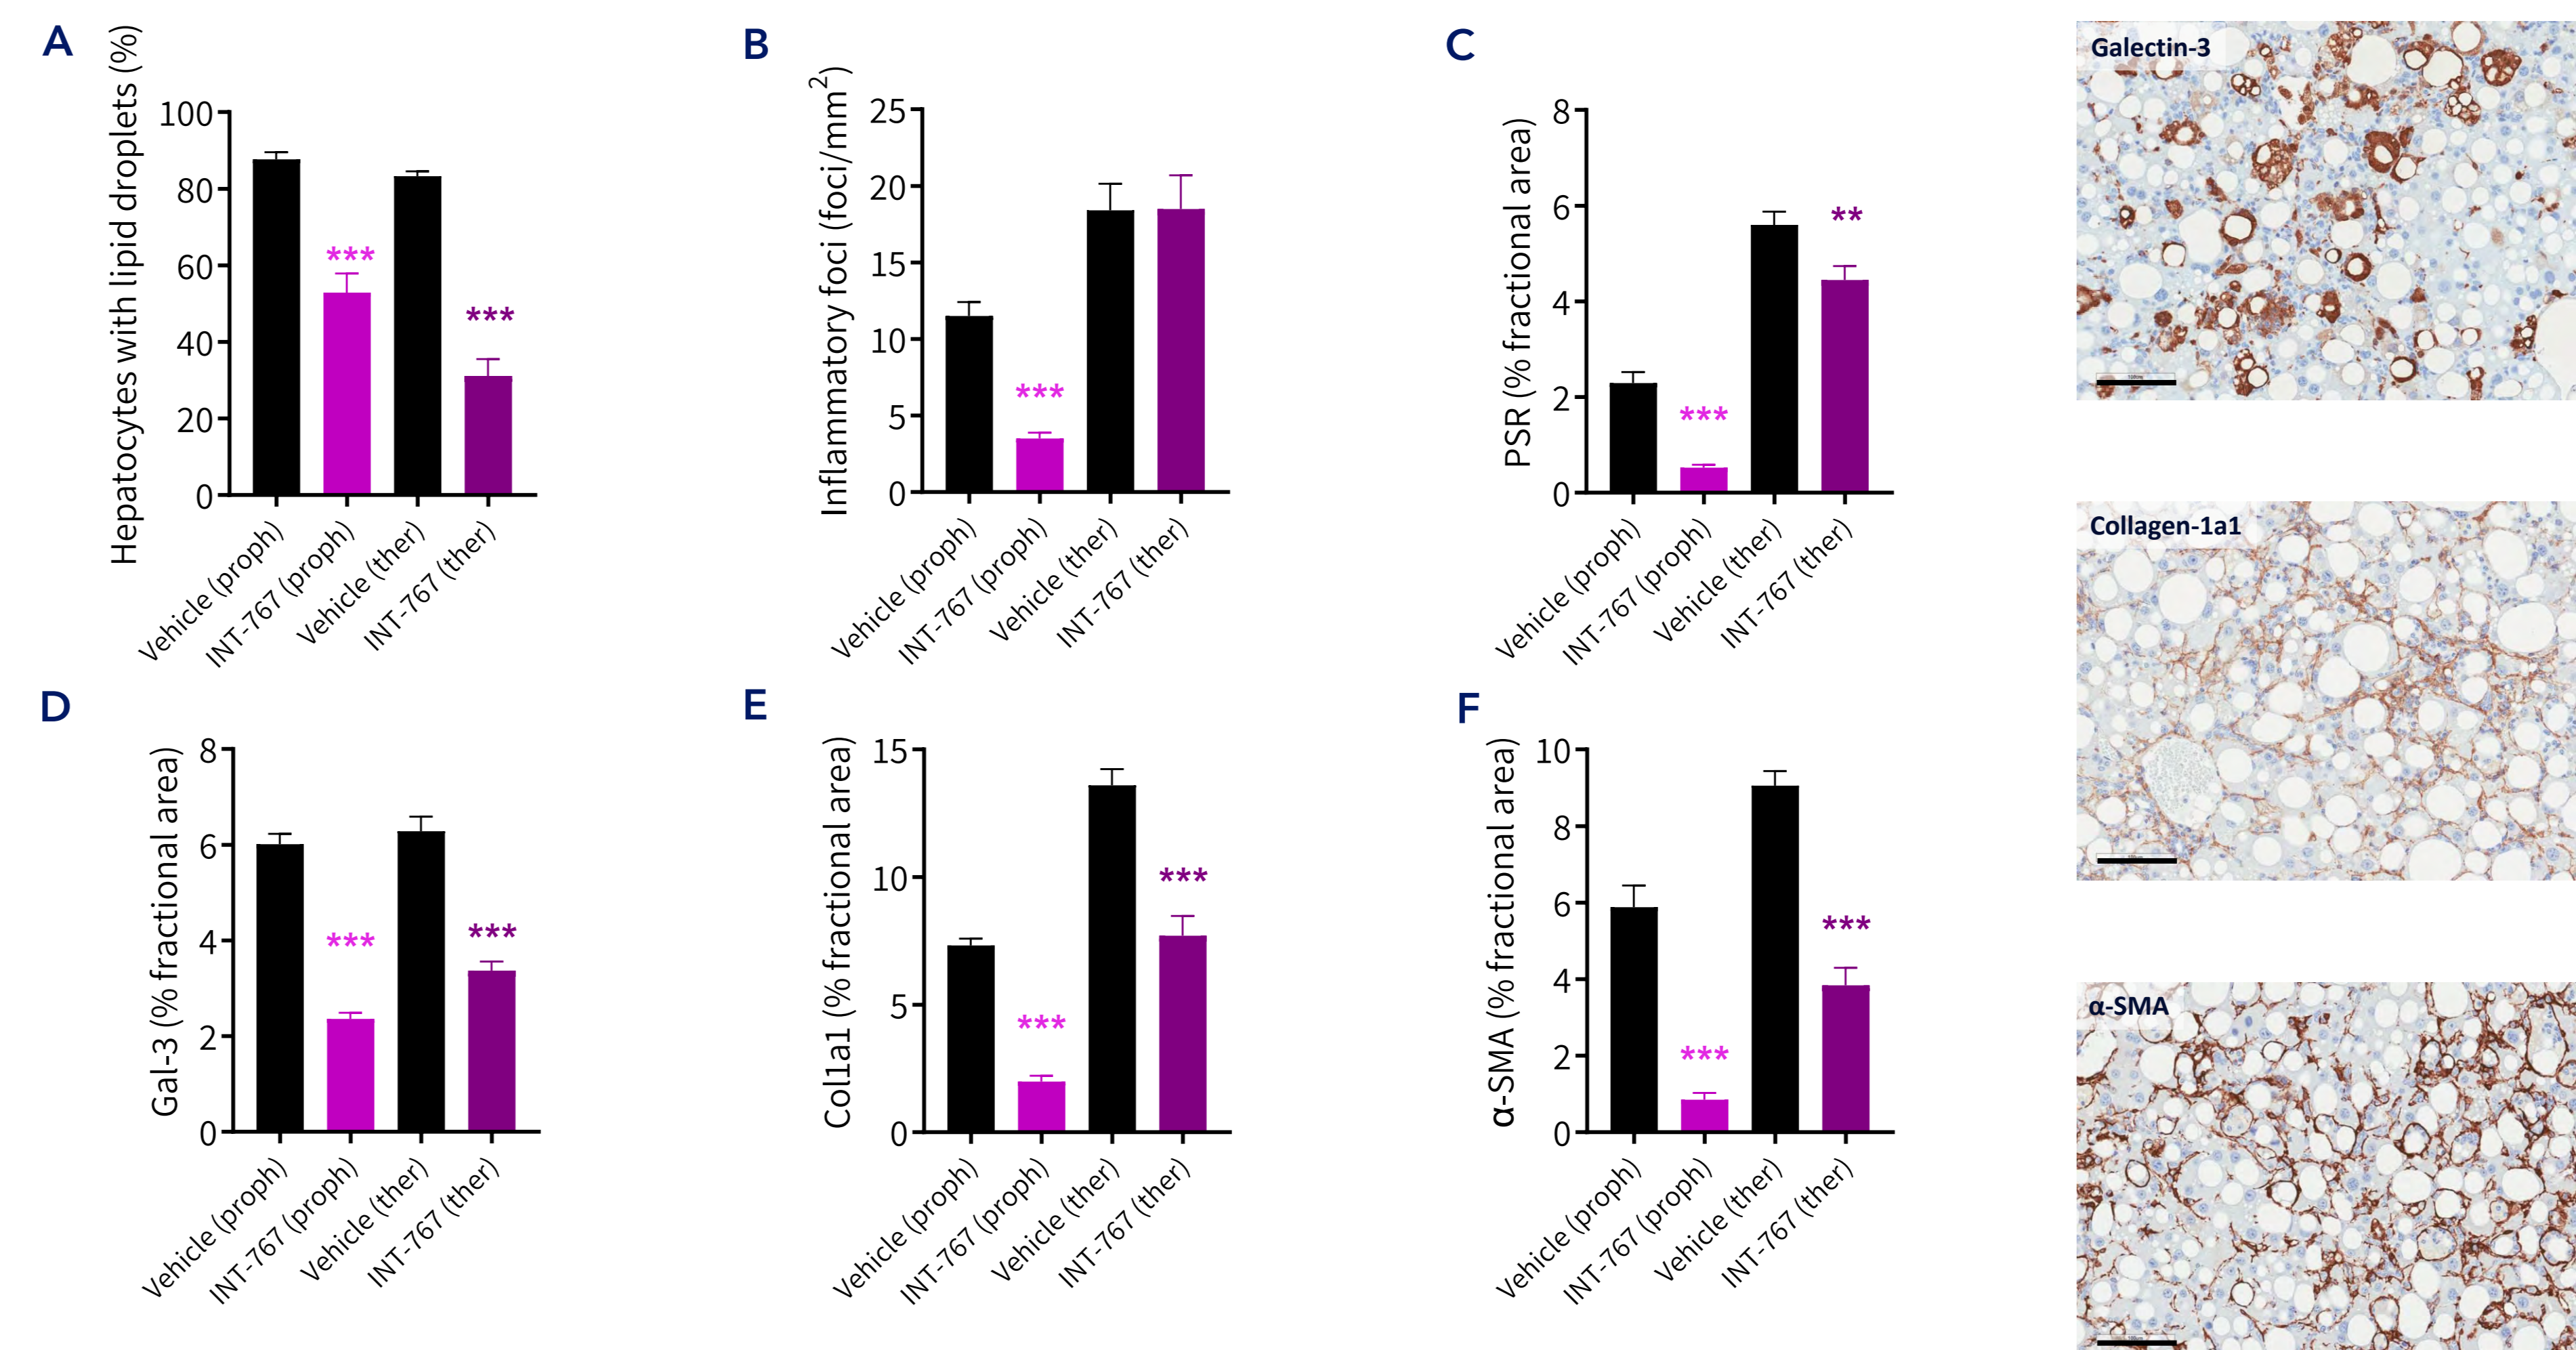 A
Hepatocytes with lipid droplets (%)
100
80
60
40
20
0
***
***
Vehicle (proph)
INT-767 (proph)
Vehicle (ther)
INT-767 (ther)
B
Inflammatory foci (foci/mm²)
25
20
15
10
5
0
***
Vehicle (proph)
INT-767 (proph)
Vehicle (ther)
INT-767 (ther)
C
PSR (% fractional area)
8
6
4
2
0
***
**
Vehicle (proph)
INT-767 (proph)
Vehicle (ther)
INT-767 (ther)
Galectin-3
Collagen-1a1
α-SMA
D
Gal-3 (% fractional area)
8
6
4
2
0
***
***
Vehicle (proph)
INT-767 (proph)
Vehicle (ther)
INT-767 (ther)
E
Col1a1 (% fractional area)
15
10
5
0
***
***
Vehicle (proph)
INT-767 (proph)
Vehicle (ther)
INT-767 (ther)
F
α-SMA (% fractional area)
10
8
6
4
2
0
***
***
Vehicle (proph)
INT-767 (proph)
Vehicle (ther)
INT-767 (ther)